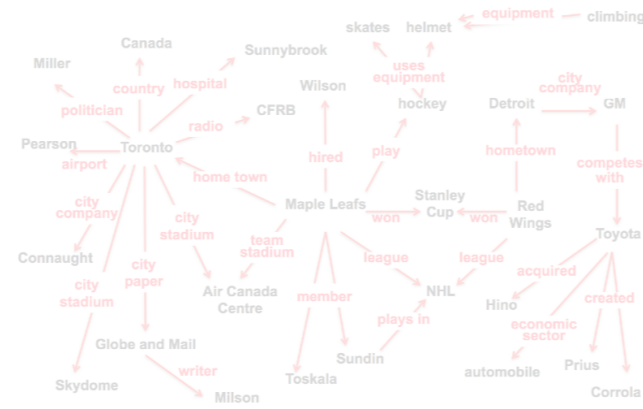 skates
helmet
equipment
climbing
Canada
Sunnybrook
Miller
country
hospital
Wilson
uses
equipment
hockey
Detroit
city
company
GM
politician
CFRB
radio
Pearson
airport
Toronto
hired
play
hometown
competes
with
home town
city
company
city
stadium
Maple Leafs
Stanley
Cup
won
won
Red
Wings
Toyota
Connaught
city
stadium
city
paper
team
stadium
league
league
acquired
created
Air Canada
Centre
member
NHL
Hino
plays in
economic
sector
Globe and Mail
Sundin
writer
Toskala
Skydome
Milson
automobile
Prius
Corrola